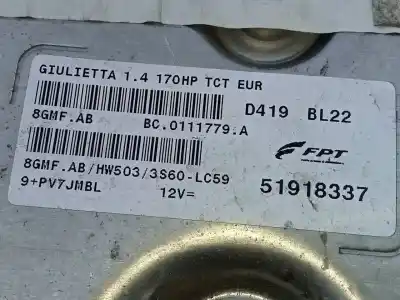 GIULIETTA 1.4 170HP TCT EUR
D419 BL22
8GMF.AB BC.0111779.A
FPT
8GMF.AB/HW503/3S60-LC59
51918337
9+PV7JMBL 12V=